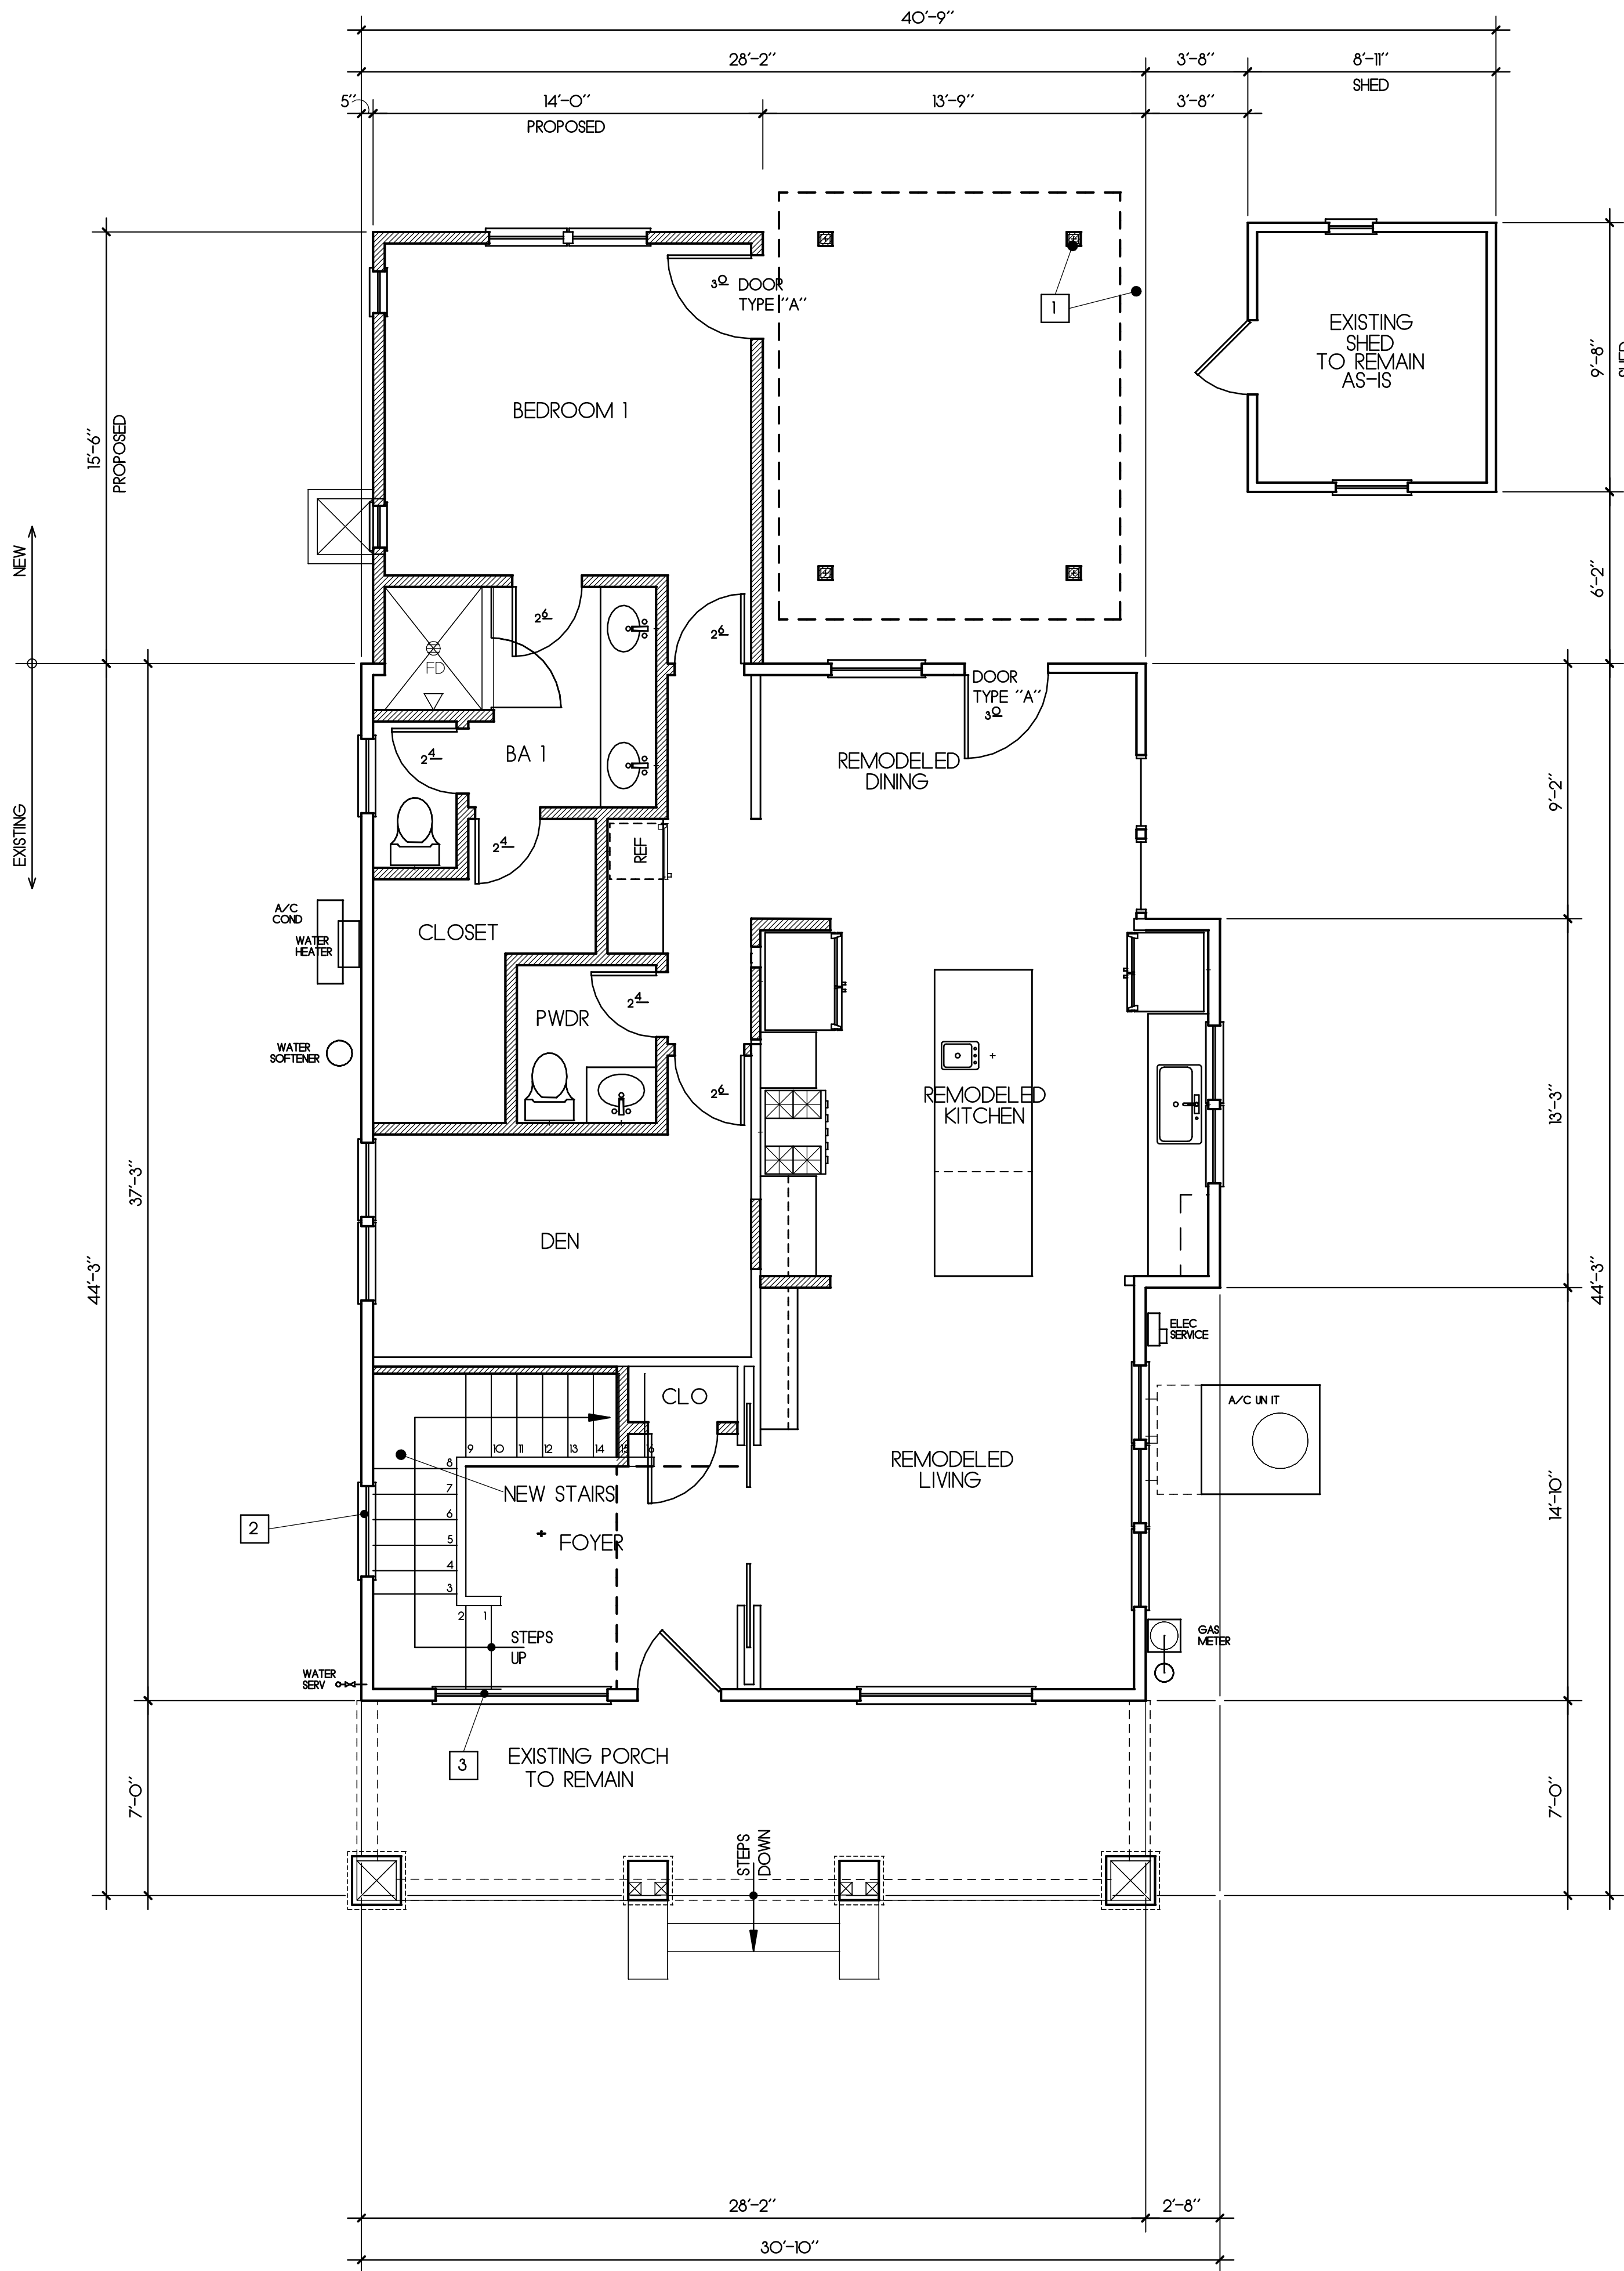 40'-9"
28'-2"
3'-8"
8'-11"
SHED
5"
14'-0"
PROPOSED
13'-9"
3'-8"
3O DOOR
TYPE "A"
1
EXISTING
SHED
TO REMAIN
AS-IS
9'-8"
SHED
BEDROOM 1
15'-6"
PROPOSED
NEW
EXISTING
6'-2"
26
26
FD
DOOR
TYPE "A"
3O
24
BA 1
REMODELED
DINING
9'-2"
24
REF
A/C
COND
WATER
HEATER
CLOSET
24
PWDR
WATER
SOFTENER
26
REMODELED
KITCHEN
13'-3"
37'-3"
44'-3"
DEN
44'-3"
ELEC
SERVICE
A/C UNIT
CLO
9 10 11 12 13 14 15 16
8
7
6
5
4
3
2 1
NEW STAIRS
2
FOYER
REMODELED
LIVING
14'-10"
STEPS
UP
GAS
METER
WATER
SERV
3
EXISTING PORCH
TO REMAIN
7'-0"
7'-0"
STEPS
DOWN
28'-2"
2'-8"
30'-10"